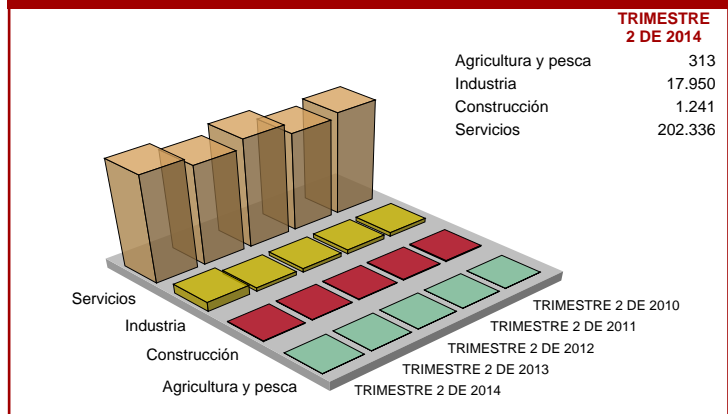 TRIMESTRE
2 DE 2014
Agricultura y pesca 313
Industria 17.950
Construcción 1.241
Servicios 202.336
Servicios
Industria
Construcción
Agricultura y pesca
TRIMESTRE 2 DE 2010
TRIMESTRE 2 DE 2011
TRIMESTRE 2 DE 2012
TRIMESTRE 2 DE 2013
TRIMESTRE 2 DE 2014